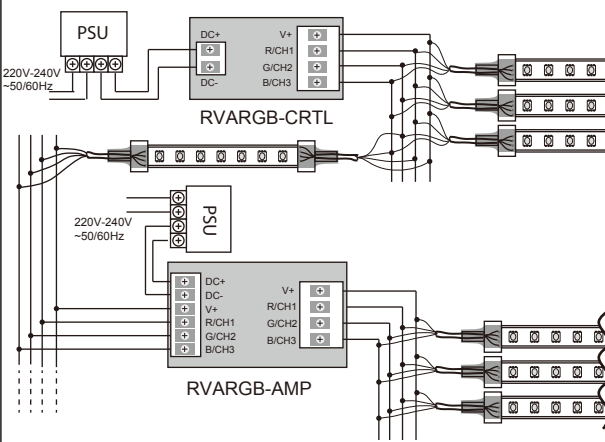 PSU
220V-240V
~50/60Hz
DC+
DC-
V+
R/CH1
G/CH2
B/CH3
RVARGB-CRTL
220V-240V
~50/60Hz
PSU
DC+
DC-
V+
R/CH1
G/CH2
B/CH3
V+
R/CH1
G/CH2
B/CH3
RVARGB-AMP